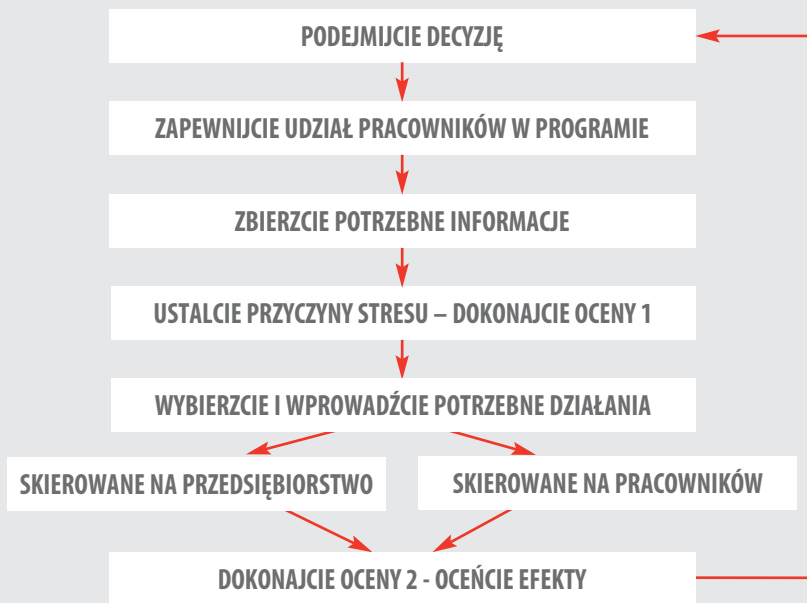 PODEJMIJCIE DECYZJĘ
ZAPEWNIJCIE UDZIAŁ PRACOWNIKÓW W PROGRAMIE
ZBIERZCIE POTRZEBNE INFORMACJE
USTALCIE PRZYCZYNY STRESU – DOKONAJCIE OCENY 1
WYBIERZCIE I WPROWADŹCIE POTRZEBNE DZIAŁANIA
SKIEROWANE NA PRZEDSIĘBIORSTWO
SKIEROWANE NA PRACOWNIKÓW
DOKONAJCIE OCENY 2 - OCEŃCIE EFEKTY